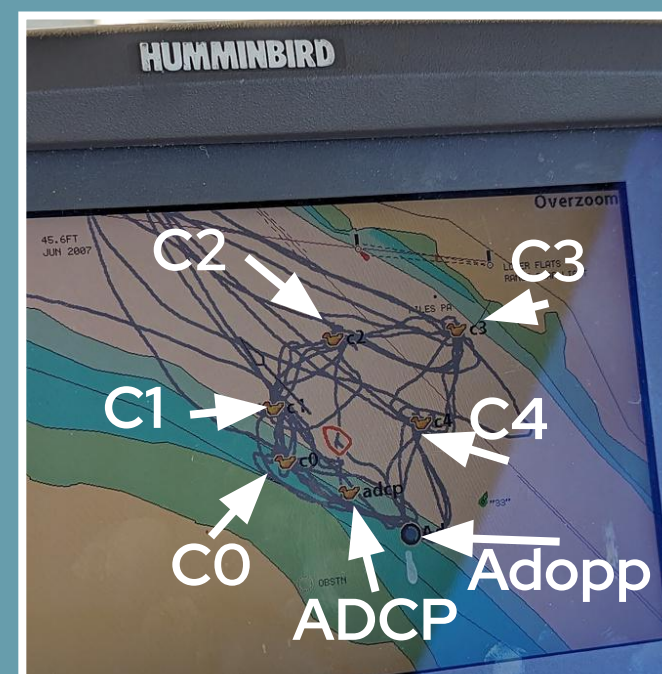 HUMMINBIRD
Overzoom
45.6FT
JUN 2007
C2
C3
c2
c3
C1
c1
C4
c4
c0
adcp
"33"
C0
Adopp
OBSTN
ADCP